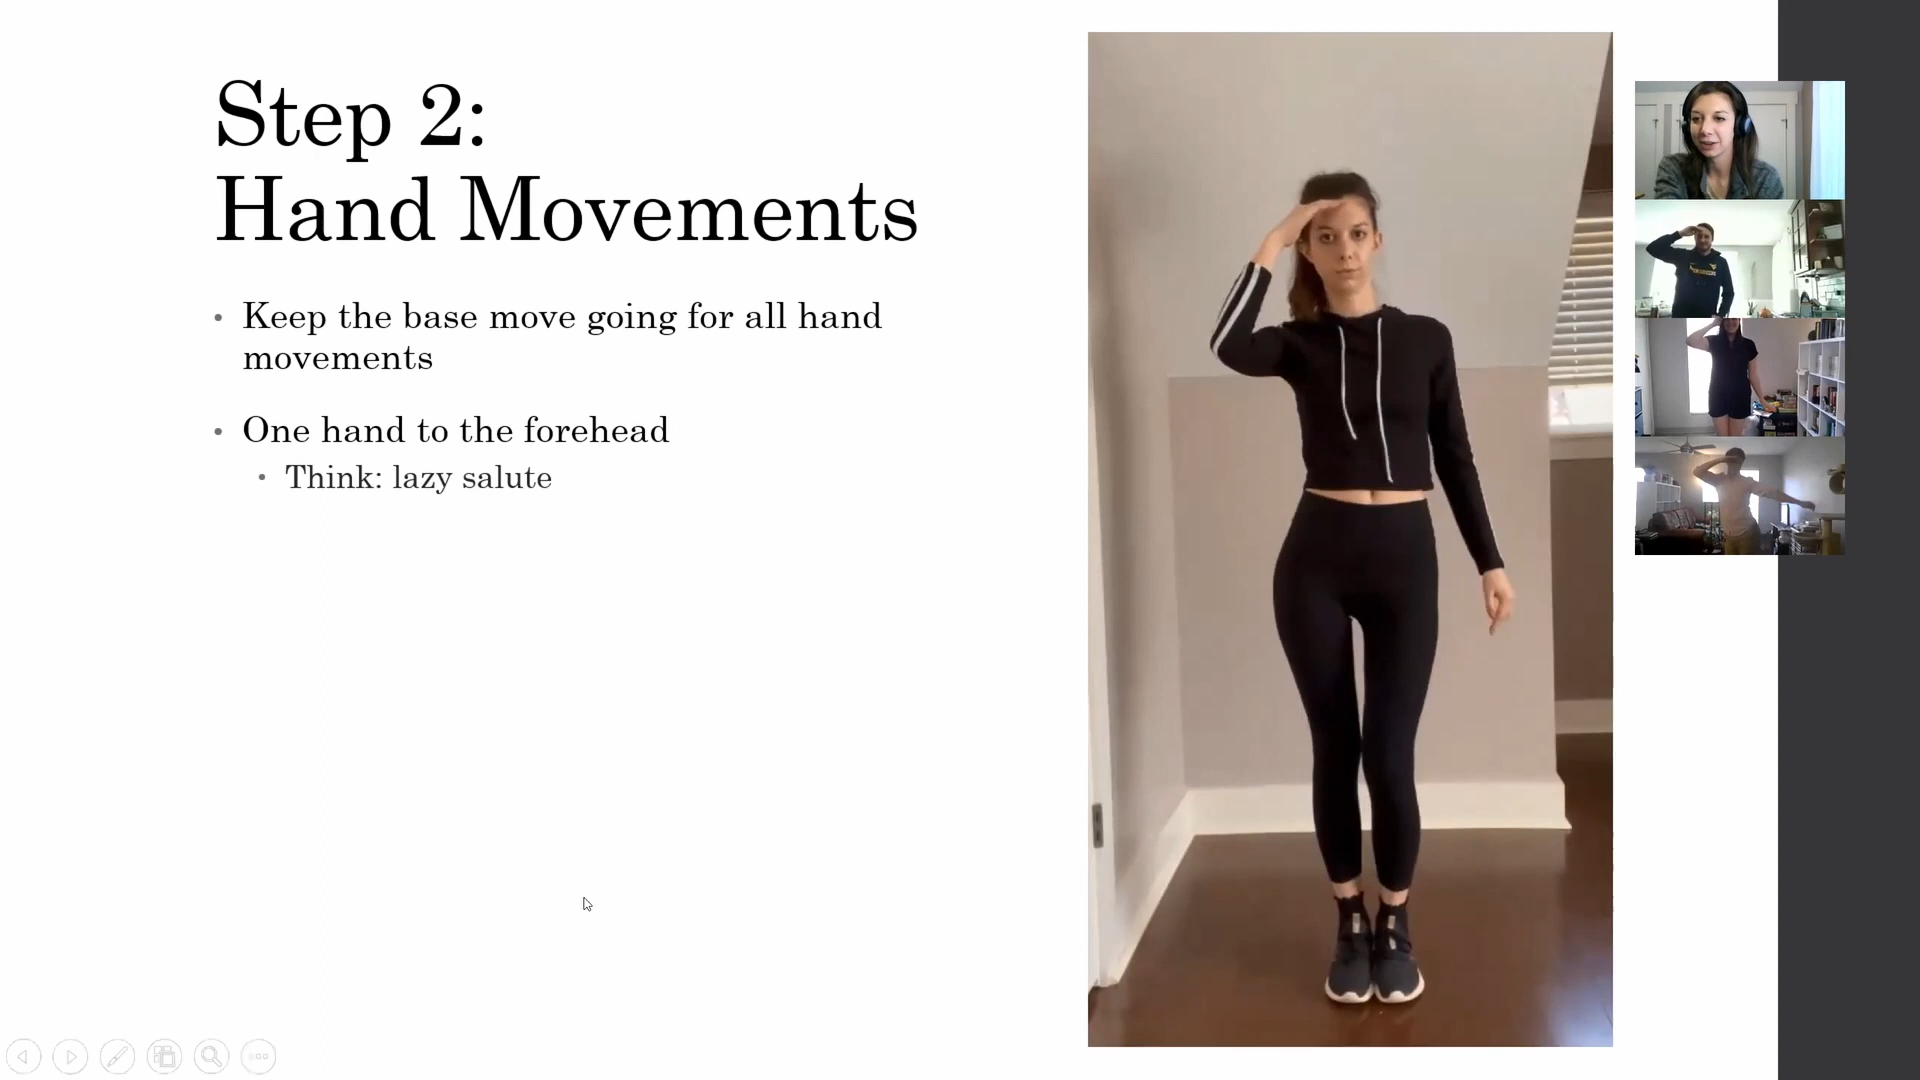 Step 2:
Hand Movements
• Keep the base move going for all hand
movements
• One hand to the forehead
• Think: lazy salute